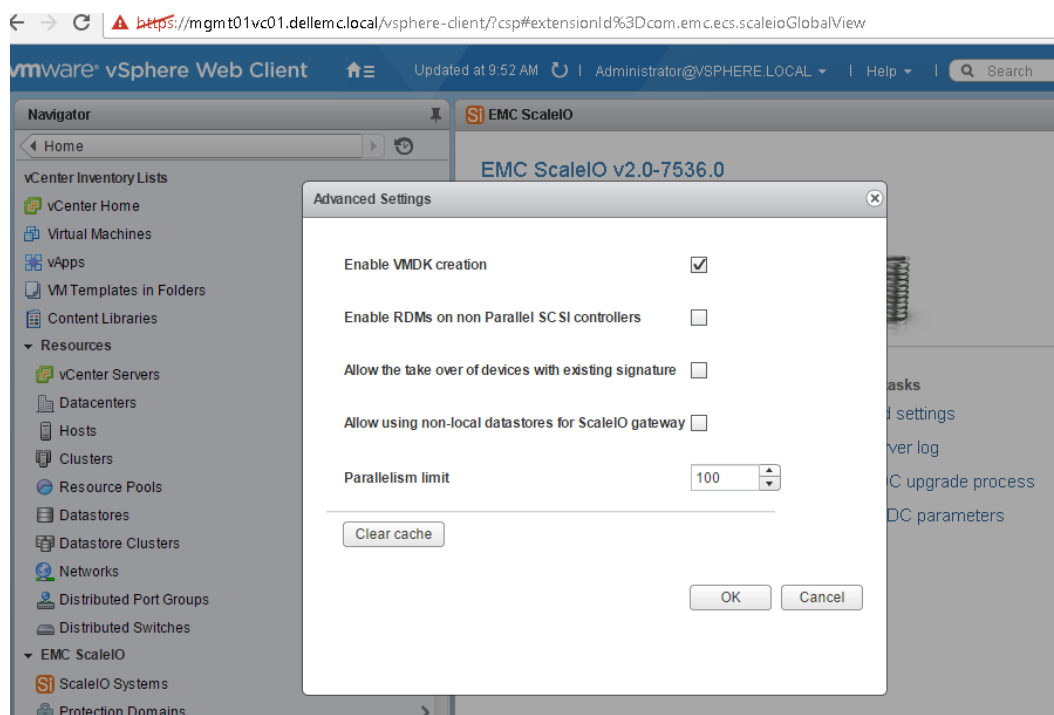 https://mgmt01vc01.dellemc.local/vsphere-client/?csp#extensionId%3Dcom.emc.ecs.scaleioGlobalView
vmware® vSphere Web Client
Updated at 9:52 AM
Administrator@VSPHERE.LOCAL
Help
Search
Navigator
Home
vCenter Inventory Lists
vCenter Home
Virtual Machines
vApps
VM Templates in Folders
Content Libraries
Resources
vCenter Servers
Datacenters
Hosts
Clusters
Resource Pools
Datastores
Datastore Clusters
Networks
Distributed Port Groups
Distributed Switches
EMC ScaleIO
ScaleIO Systems
Protection Domains
Si EMC ScaleIO
EMC ScaleIO v2.0-7536.0
Advanced Settings
Enable VMDK creation
Enable RDMs on non Parallel SCSI controllers
Allow the take over of devices with existing signature
Allow using non-local datastores for ScaleIO gateway
Parallelism limit
100
Clear cache
OK
Cancel
asks
d settings
ver log
C upgrade process
DC parameters